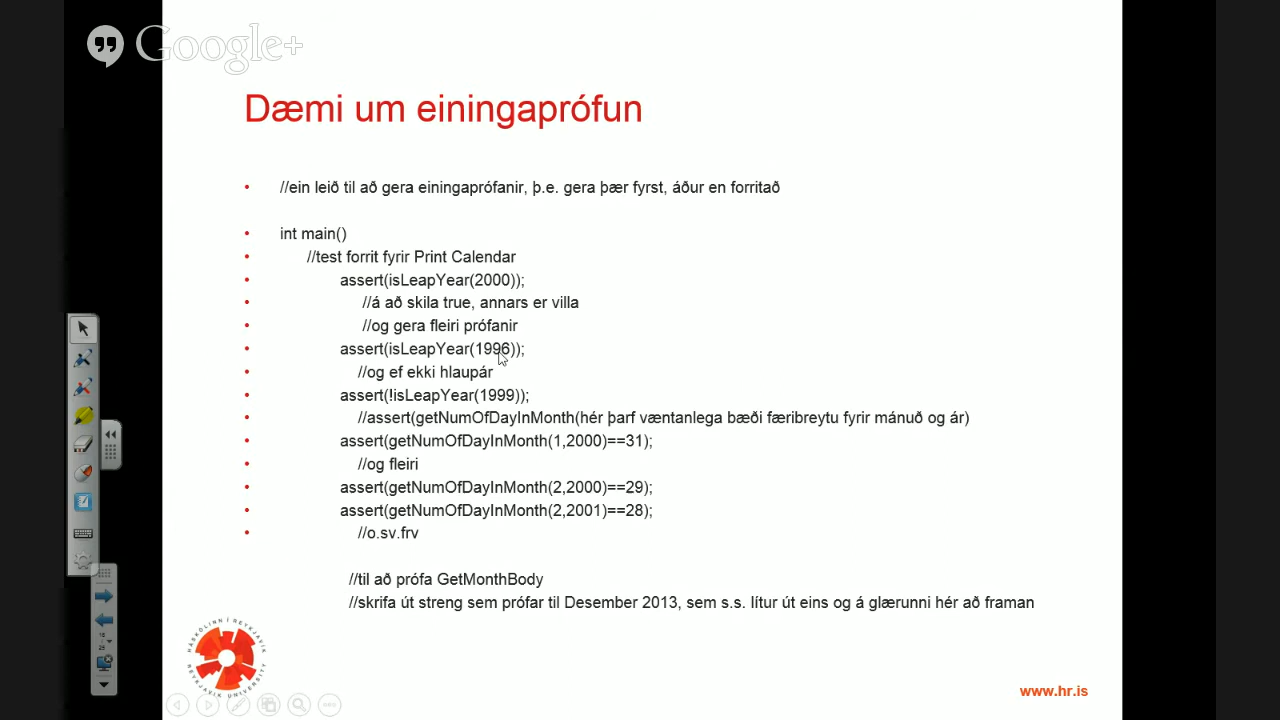 Google+
Dæmi um einingaprófun
//ein leið til að gera einingaprófanir, þ.e. gera þær fyrst, áður en forritað
int main()
//test forrit fyrir Print Calendar
assert(isLeapYear(2000));
//á að skila true, annars er villa
//og gera fleiri prófanir
assert(isLeapYear(1996));
//og ef ekki hlaupár
assert(!isLeapYear(1999));
//assert(getNumOfDayInMonth(hér þarf væntanlega bæði færibreytu fyrir mánuð og ár)
assert(getNumOfDayInMonth(1,2000)==31);
//og fleiri
assert(getNumOfDayInMonth(2,2000)==29);
assert(getNumOfDayInMonth(2,2001)==28);
//o.sv.frv
//til að prófa GetMonthBody
//skrifa út streng sem prófar til Desember 2013, sem s.s. lítur út eins og á glærunni hér að framan
HÁSKÓLINN Í REYKJAVÍK
REYKJAVIK UNIVERSITY
www.hr.is